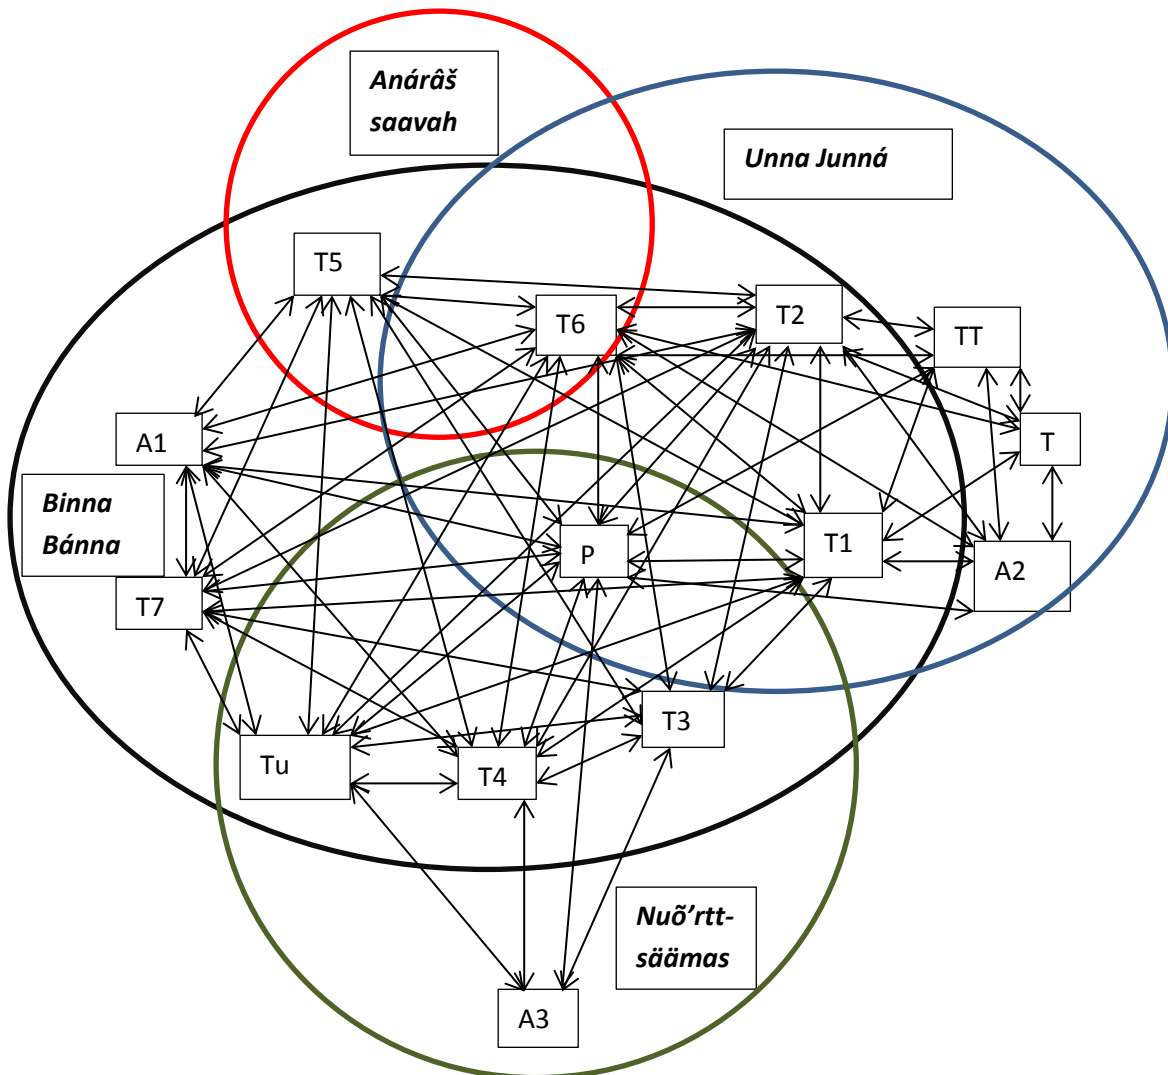 Anárâš
saavah
Unna Junná
T5
T6
T2
TT
A1
T
Binna
Bánna
P
T1
A2
T7
T3
Tu
T4
Nuõ’rtt-
säämas
A3